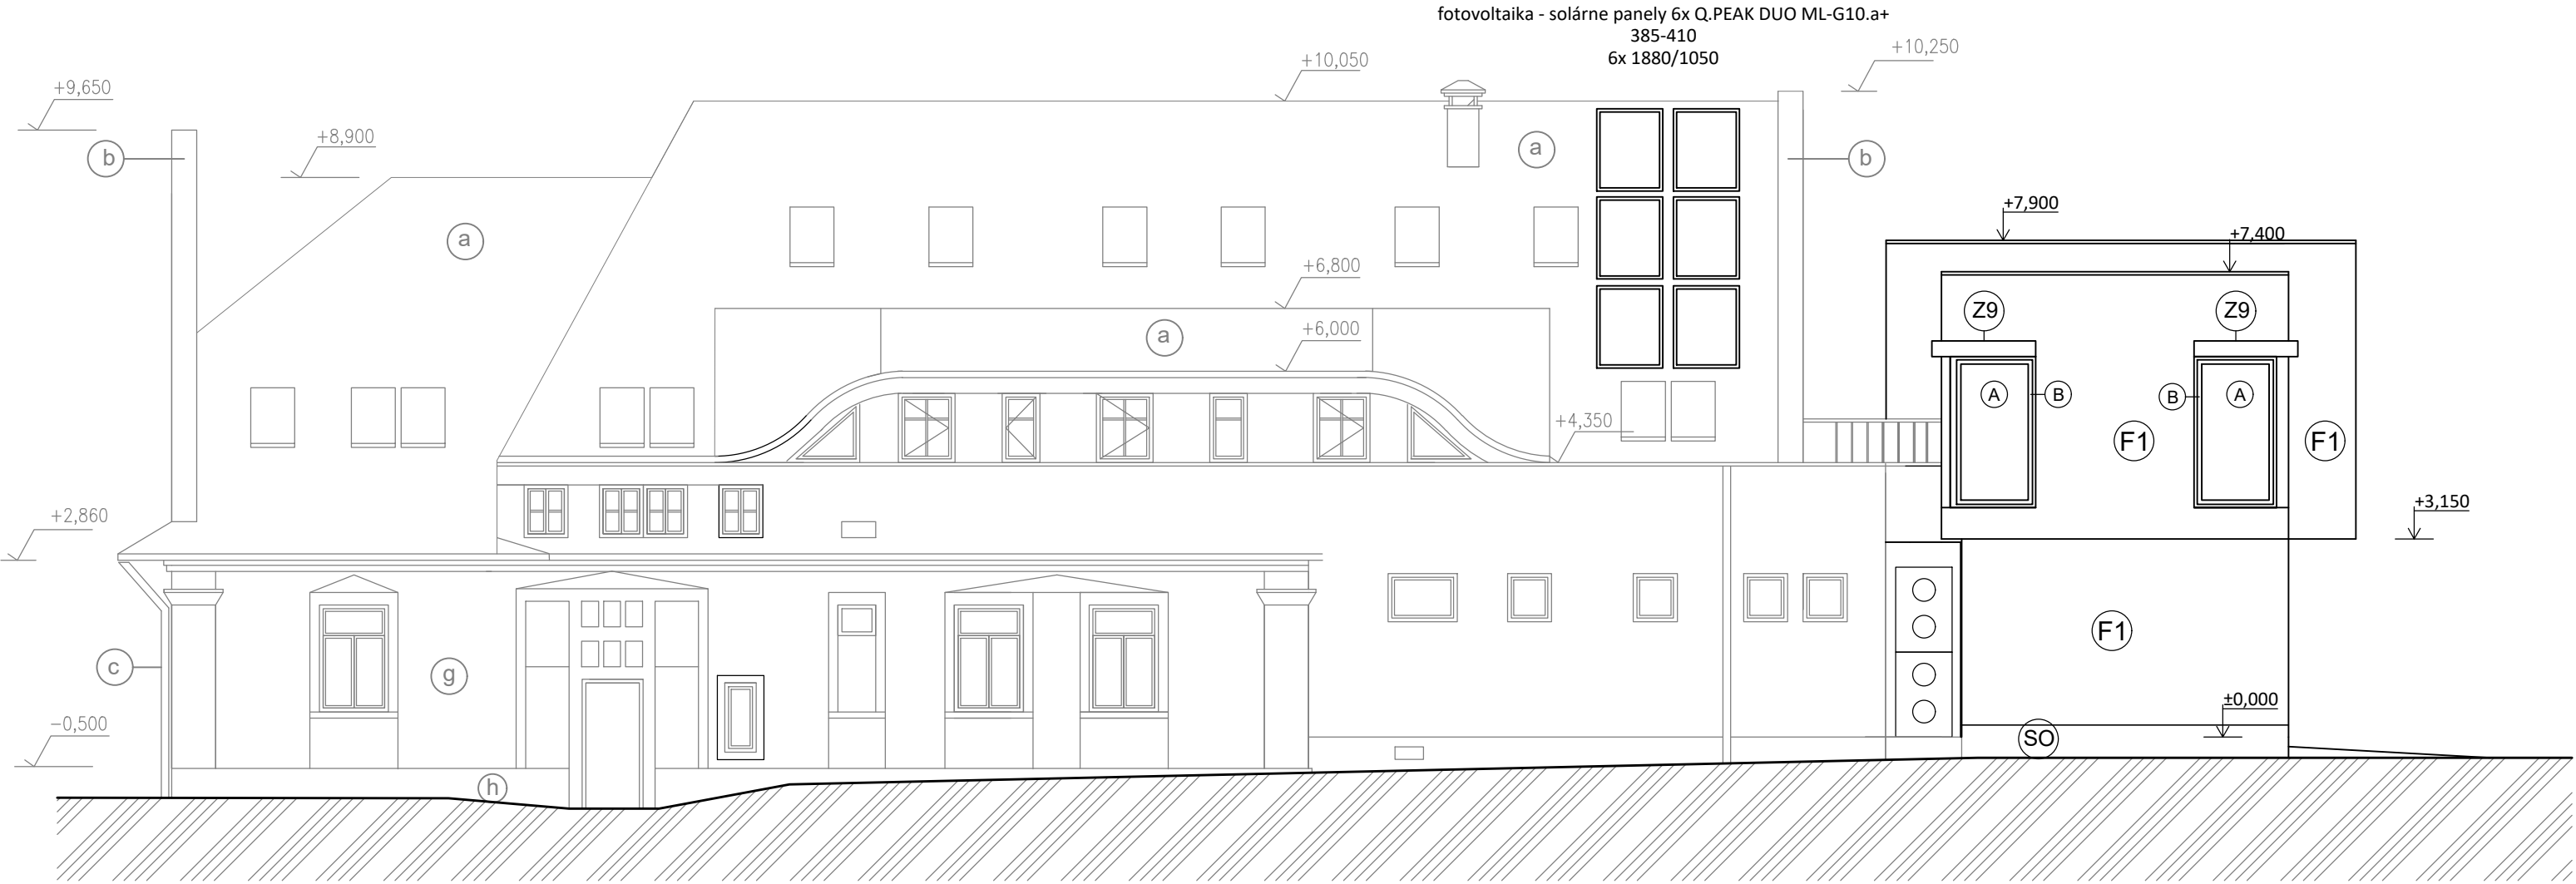 fotovoltaika - solárne panely 6x Q.PEAK DUO ML-G10.a+
385-410
6x 1880/1050
+10,250
+10,050
+9,650
+8,900
b
a
b
a
+7,900
+7,400
+6,800
+6,000
a
Z9
Z9
A
B
B
A
+4,350
F1
F1
+2,860
+3,150
F1
c
g
-0,500
±0,000
SO
h